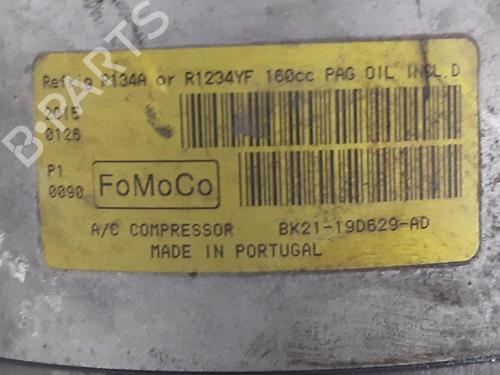 Refrig R134A or R1234YF 160cc PAG OIL INCL.D
2015
0126
P1
0090
FoMoCo
A/C COMPRESSOR BK21-19D629-AD
MADE IN PORTUGAL
B-PARTS